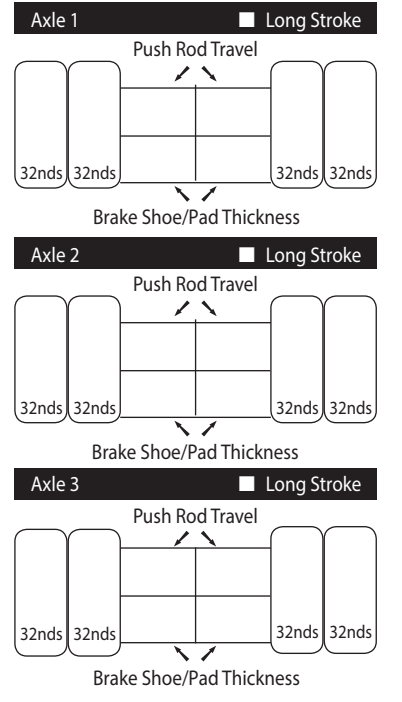 Axle 1 Long Stroke
Push Rod Travel
32nds 32nds 32nds 32nds
Brake Shoe/Pad Thickness
Axle 2 Long Stroke
Push Rod Travel
32nds 32nds 32nds 32nds
Brake Shoe/Pad Thickness
Axle 3 Long Stroke
Push Rod Travel
32nds 32nds 32nds 32nds
Brake Shoe/Pad Thickness